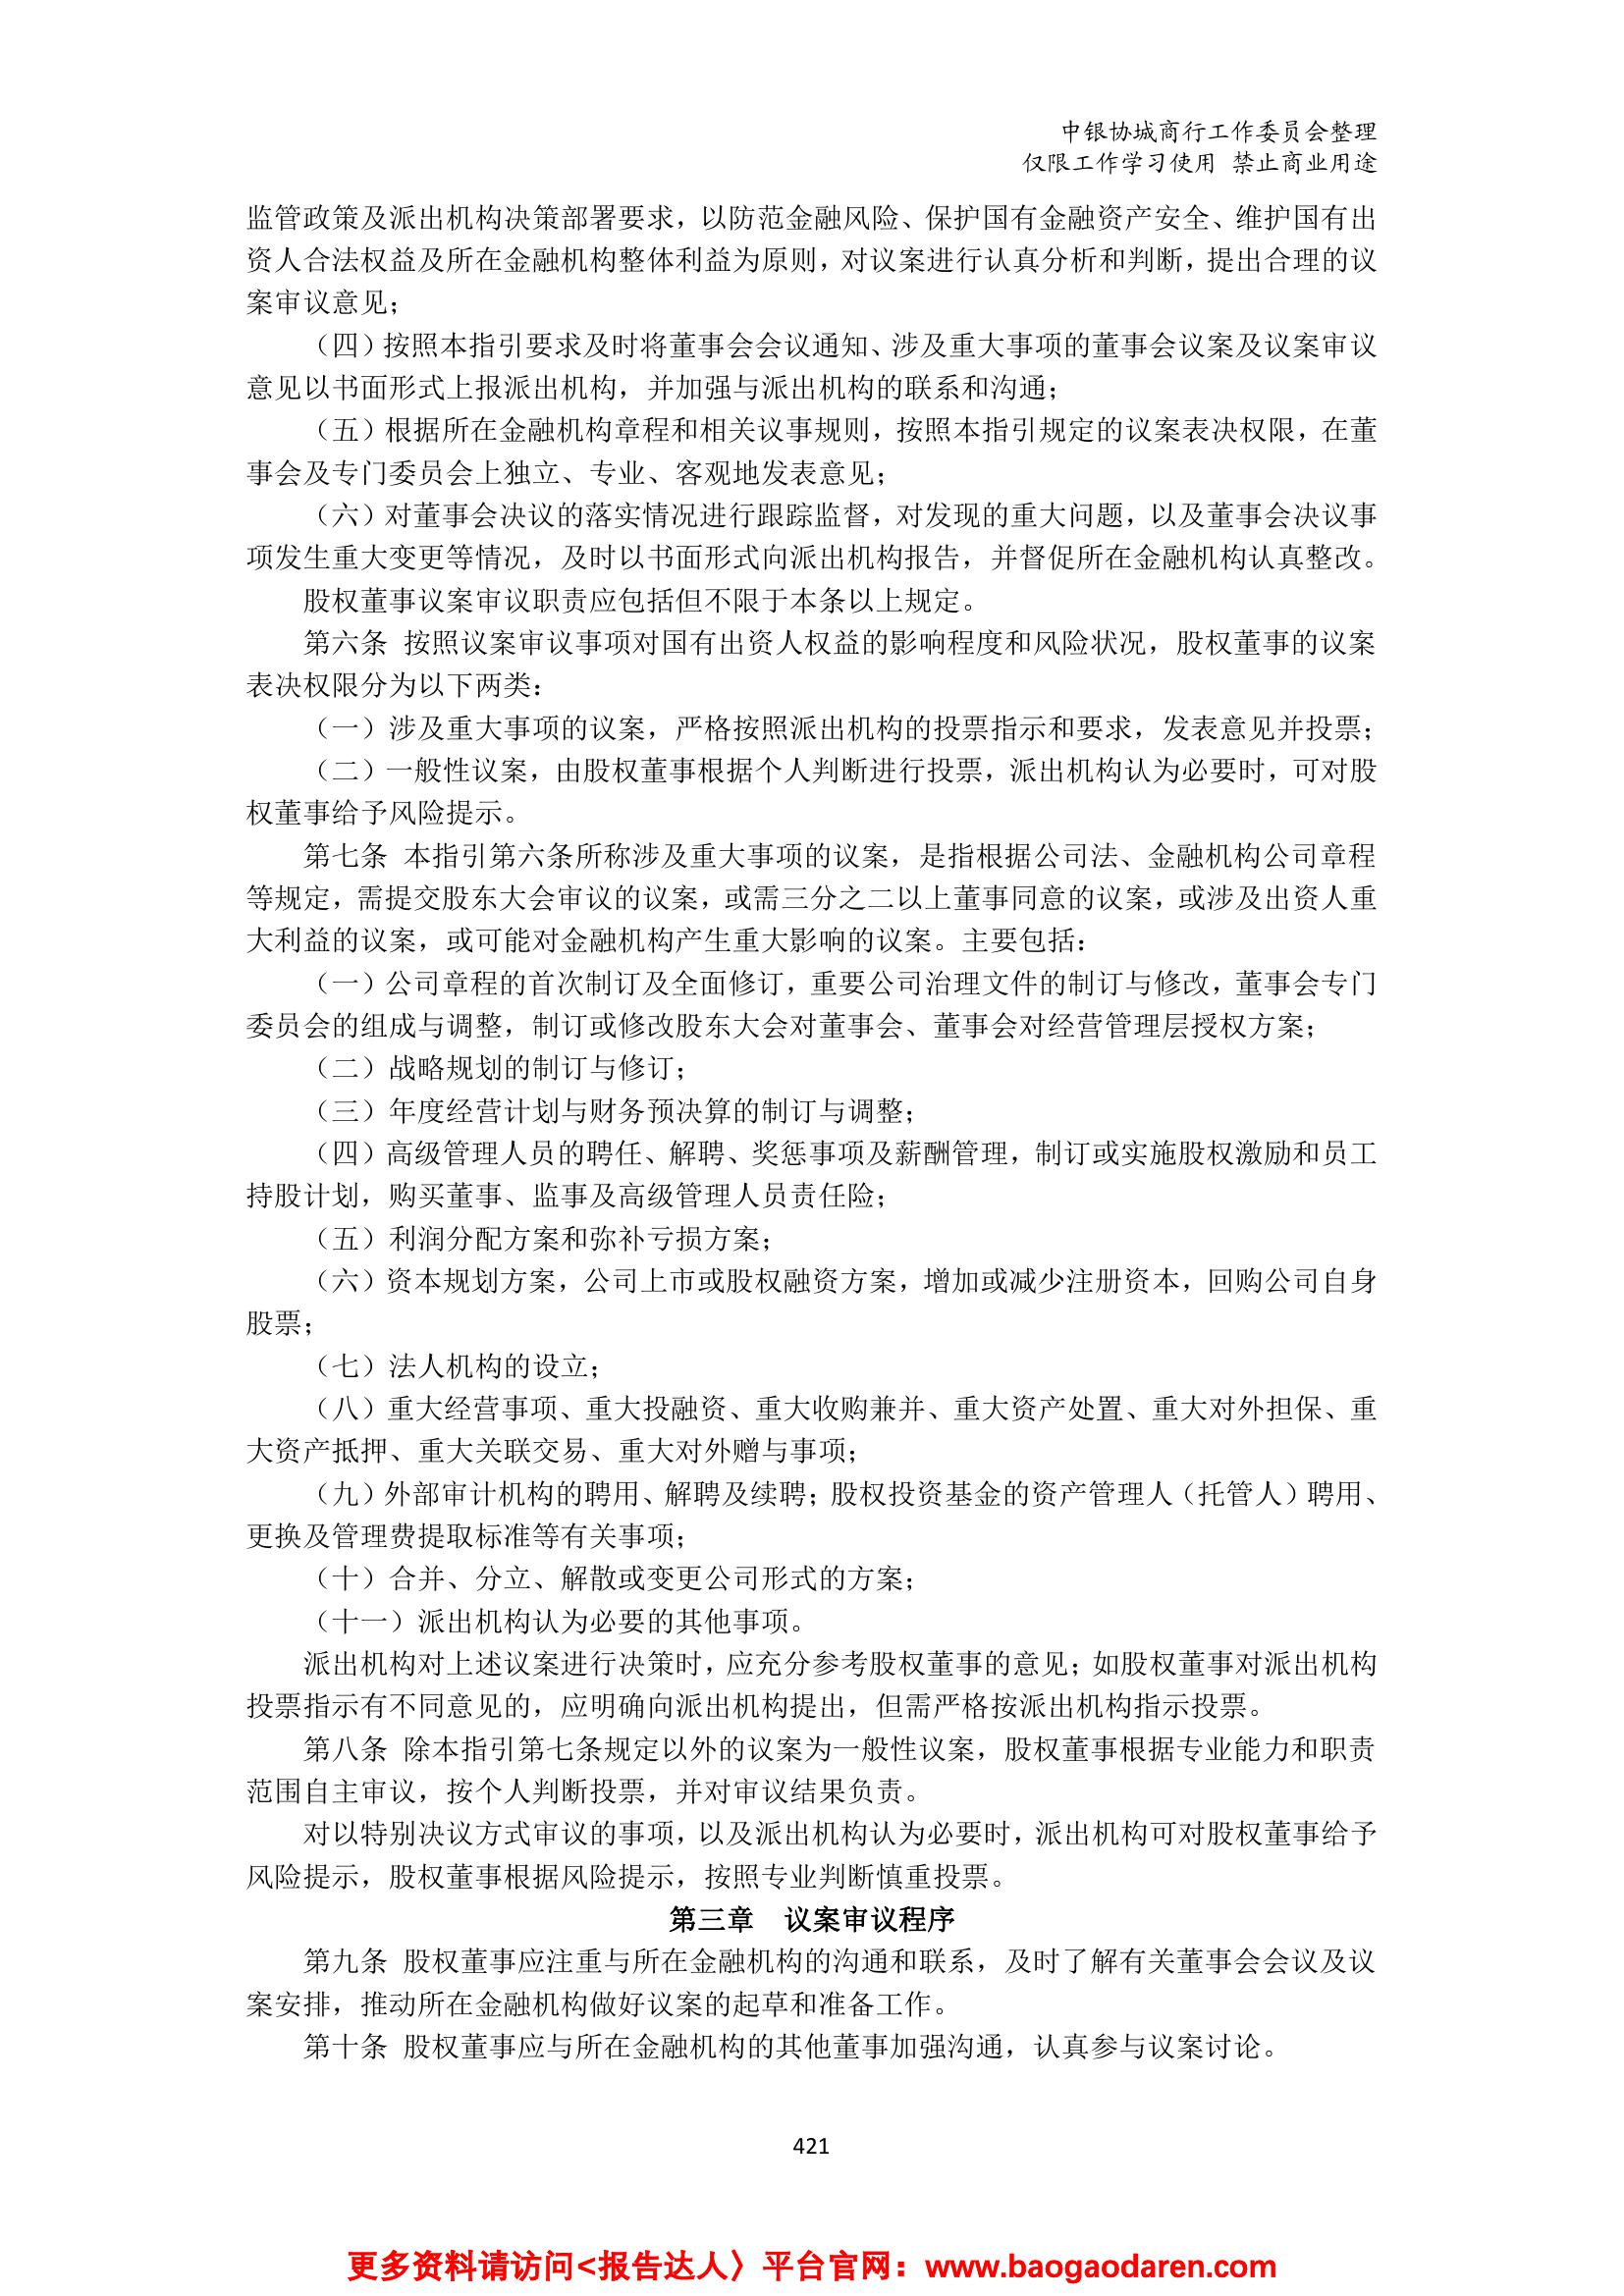 中银协城商行工作委员会整理
仅限工作学习使用 禁止商业用途
监管政策及派出机构决策部署要求，以防范金融风险、保护国有金融资产安全、维护国有出
资人合法权益及所在金融机构整体利益为原则，对议案进行认真分析和判断，提出合理的议
案审议意见；
（四）按照本指引要求及时将董事会会议通知、涉及重大事项的董事会议案及议案审议
意见以书面形式上报派出机构，并加强与派出机构的联系和沟通；
（五）根据所在金融机构章程和相关议事规则，按照本指引规定的议案表决权限，在董
事会及专门委员会上独立、专业、客观地发表意见；
（六）对董事会决议的落实情况进行跟踪监督，对发现的重大问题，以及董事会决议事
项发生重大变更等情况，及时以书面形式向派出机构报告，并督促所在金融机构认真整改。
股权董事议案审议职责应包括但不限于本条以上规定。
第六条 按照议案审议事项对国有出资人权益的影响程度和风险状况，股权董事的议案
表决权限分为以下两类：
（一）涉及重大事项的议案，严格按照派出机构的投票指示和要求，发表意见并投票；
（二）一般性议案，由股权董事根据个人判断进行投票，派出机构认为必要时，可对股
权董事给予风险提示。
第七条 本指引第六条所称涉及重大事项的议案，是指根据公司法、金融机构公司章程
等规定，需提交股东大会审议的议案，或需三分之二以上董事同意的议案，或涉及出资人重
大利益的议案，或可能对金融机构产生重大影响的议案。主要包括：
（一）公司章程的首次制订及全面修订，重要公司治理文件的制订与修改，董事会专门
委员会的组成与调整，制订或修改股东大会对董事会、董事会对经营管理层授权方案；
（二）战略规划的制订与修订；
（三）年度经营计划与财务预决算的制订与调整；
（四）高级管理人员的聘任、解聘、奖惩事项及薪酬管理，制订或实施股权激励和员工
持股计划，购买董事、监事及高级管理人员责任险；
（五）利润分配方案和弥补亏损方案；
（六）资本规划方案，公司上市或股权融资方案，增加或减少注册资本，回购公司自身
股票；
（七）法人机构的设立；
（八）重大经营事项、重大投融资、重大收购兼并、重大资产处置、重大对外担保、重
大资产抵押、重大关联交易、重大对外赠与事项；
（九）外部审计机构的聘用、解聘及续聘；股权投资基金的资产管理人（托管人）聘用、
更换及管理费提取标准等有关事项；
（十）合并、分立、解散或变更公司形式的方案；
（十一）派出机构认为必要的其他事项。
派出机构对上述议案进行决策时，应充分参考股权董事的意见；如股权董事对派出机构
投票指示有不同意见的，应明确向派出机构提出，但需严格按派出机构指示投票。
第八条 除本指引第七条规定以外的议案为一般性议案，股权董事根据专业能力和职责
范围自主审议，按个人判断投票，并对审议结果负责。
对以特别决议方式审议的事项，以及派出机构认为必要时，派出机构可对股权董事给予
风险提示，股权董事根据风险提示，按照专业判断慎重投票。
第三章 议案审议程序
第九条 股权董事应注重与所在金融机构的沟通和联系，及时了解有关董事会会议及议
案安排，推动所在金融机构做好议案的起草和准备工作。
第十条 股权董事应与所在金融机构的其他董事加强沟通，认真参与议案讨论。
421
更多资料请访问<报告达人〉平台官网：www.baogaodaren.com